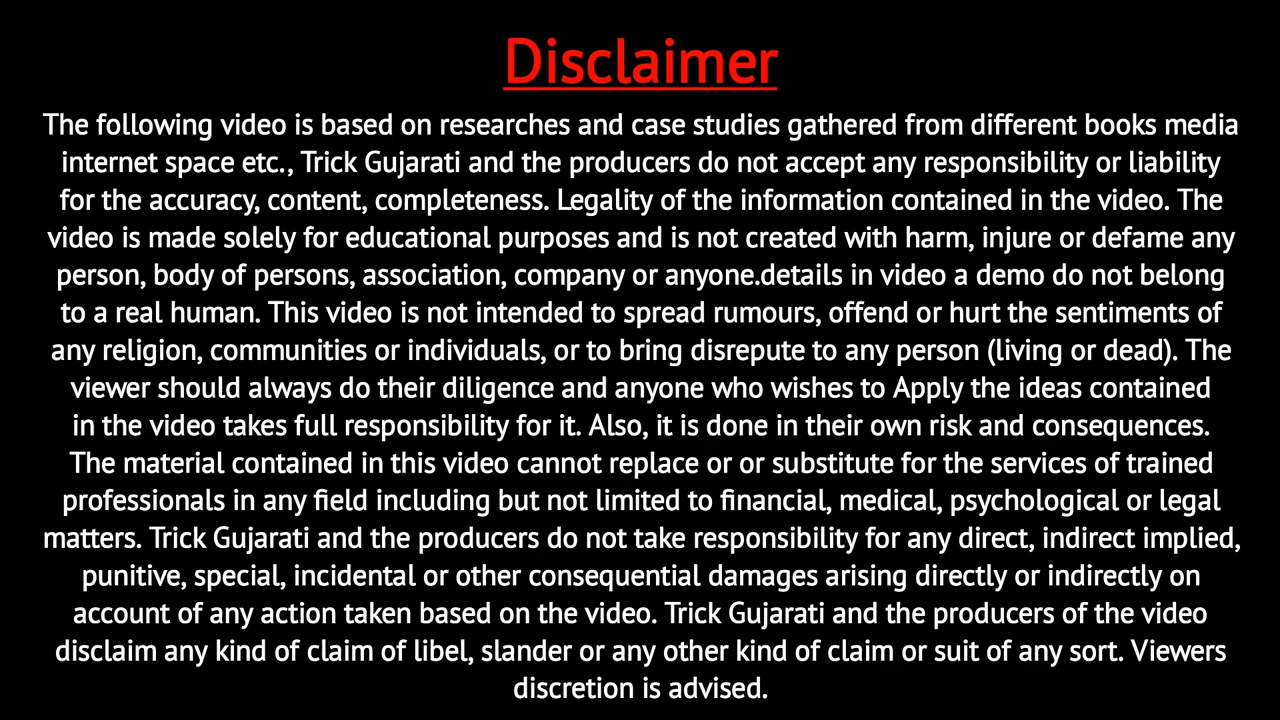 Disclaimer
The following video is based on researches and case studies gathered from different books media
internet space etc., Trick Gujarati and the producers do not accept any responsibility or liability
for the accuracy, content, completeness. Legality of the information contained in the video. The
video is made solely for educational purposes and is not created with harm, injure or defame any
person, body of persons, association, company or anyone.details in video a demo do not belong
to a real human. This video is not intended to spread rumours, offend or hurt the sentiments of
any religion, communities or individuals, or to bring disrepute to any person (living or dead). The
viewer should always do their diligence and anyone who wishes to Apply the ideas contained
in the video takes full responsibility for it. Also, it is done in their own risk and consequences.
The material contained in this video cannot replace or or substitute for the services of trained
professionals in any field including but not limited to financial, medical, psychological or legal
matters. Trick Gujarati and the producers do not take responsibility for any direct, indirect implied,
punitive, special, incidental or other consequential damages arising directly or indirectly on
account of any action taken based on the video. Trick Gujarati and the producers of the video
disclaim any kind of claim of libel, slander or any other kind of claim or suit of any sort. Viewers
discretion is advised.